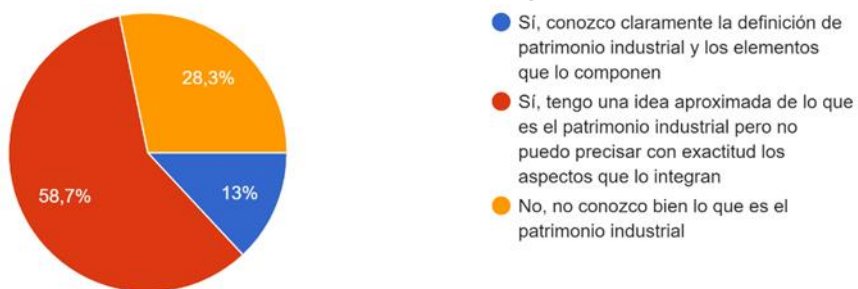 28,3%
58,7%
13%
Sí, conozco claramente la definición de
patrimonio industrial y los elementos
que lo componen
Sí, tengo una idea aproximada de lo que
es el patrimonio industrial pero no
puedo precisar con exactitud los
aspectos que lo integran
No, no conozco bien lo que es el
patrimonio industrial